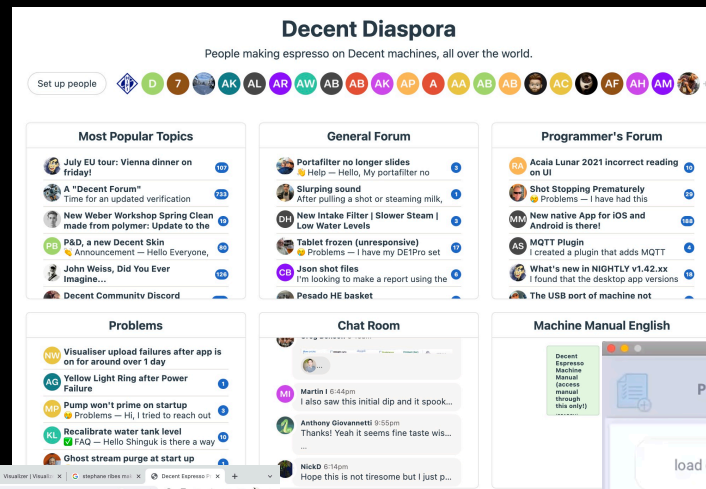 Decent Diaspora
People making espresso on Decent machines, all over the world.
Set up people
D
7
AK
AL
AR
AW
AB
AB
AK
AP
A
AA
AB
AB
AC
AF
AH
AM
Most Popular Topics
July EU tour: Vienna dinner on
friday!
107
A "Decent Forum"
Time for an updated verification
733
New Weber Workshop Spring Clean
made from polymer: Update to the
19
PB
P&D, a new Decent Skin
👋 Announcement — Hello Everyone,
80
John Weiss, Did You Ever
Imagine...
126
Decent Community Discord
General Forum
Portafilter no longer slides
👋 Help — Hello, My portafilter no
3
Slurping sound
After pulling a shot or steaming milk,
1
DH
New Intake Filter | Slower Steam |
Low Water Levels
3
Tablet frozen (unresponsive)
Problems — I have my DE1Pro set
17
CB
Json shot files
I'm looking to make a report using the
6
Pesado HE basket
Programmer's Forum
RA
Acaia Lunar 2021 incorrect reading
on UI
10
Shot Stopping Prematurely
Problems — I have had this
29
MM
New native App for iOS and
Android is there!
188
AS
MQTT Plugin
I created a plugin that adds MQTT
4
What's new in NIGHTLY v1.42.xx
I found that the desktop app versions
18
The USB port of machine not
Problems
NW
Visualiser upload failures after app is
on for around over 1 day
AG
Yellow Light Ring after Power
Failure
1
MP
Pump won't prime on startup
Problems — Hi, I tried to reach out
3
KL
Recalibrate water tank level
✅ FAQ — Hello Shinguk is there a way
10
Ghost stream purge at start up
1
Chat Room
...
MI
Martin I 6:44pm
I also saw this initial dip and it spook...
Anthony Giovannetti 9:55pm
Thanks! Yeah it seems fine taste wis...
...
NickD 6:14pm
Hope this is not tiresome but I just p...
Machine Manual English
Decent
Espresso
Machine
Manual
(access
manual
through
this only!)
P
load
Visualizer | Visualiz
stephane ribes mar
Decent Espresso Pr